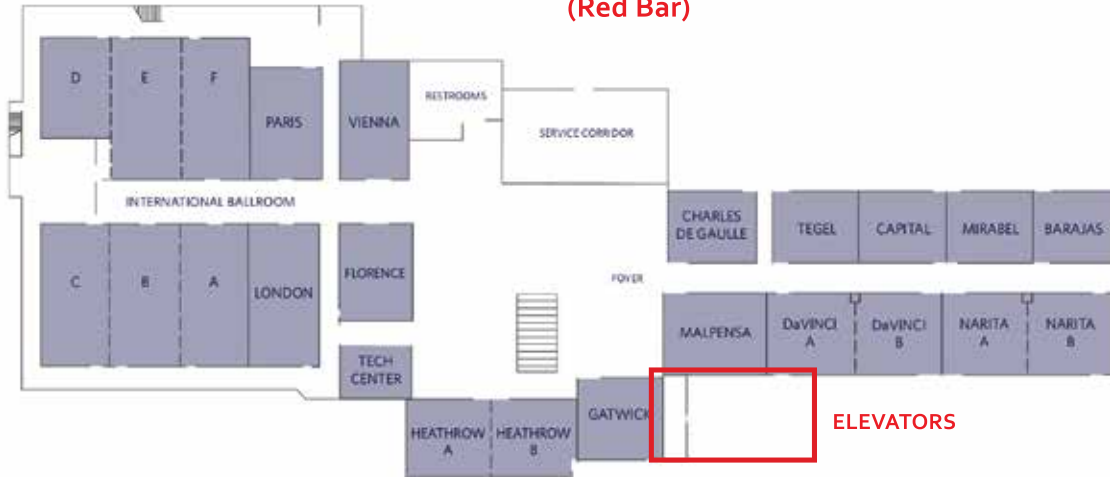 (Red Bar)
D
E
F
PARIS
VIENNA
RESTROOMS
SERVICE CORRIDOR
INTERNATIONAL BALLROOM
C
B
A
LONDON
FLORENCE
TECH
CENTER
FOYER
CHARLES
DE GAULLE
TEGEL
CAPITAL
MIRABEL
BARAJAS
MALPENSA
DaVINCI
A
DaVINCI
B
NARITA
A
NARITA
B
HEATHROW
A
HEATHROW
B
GATWICK
ELEVATORS